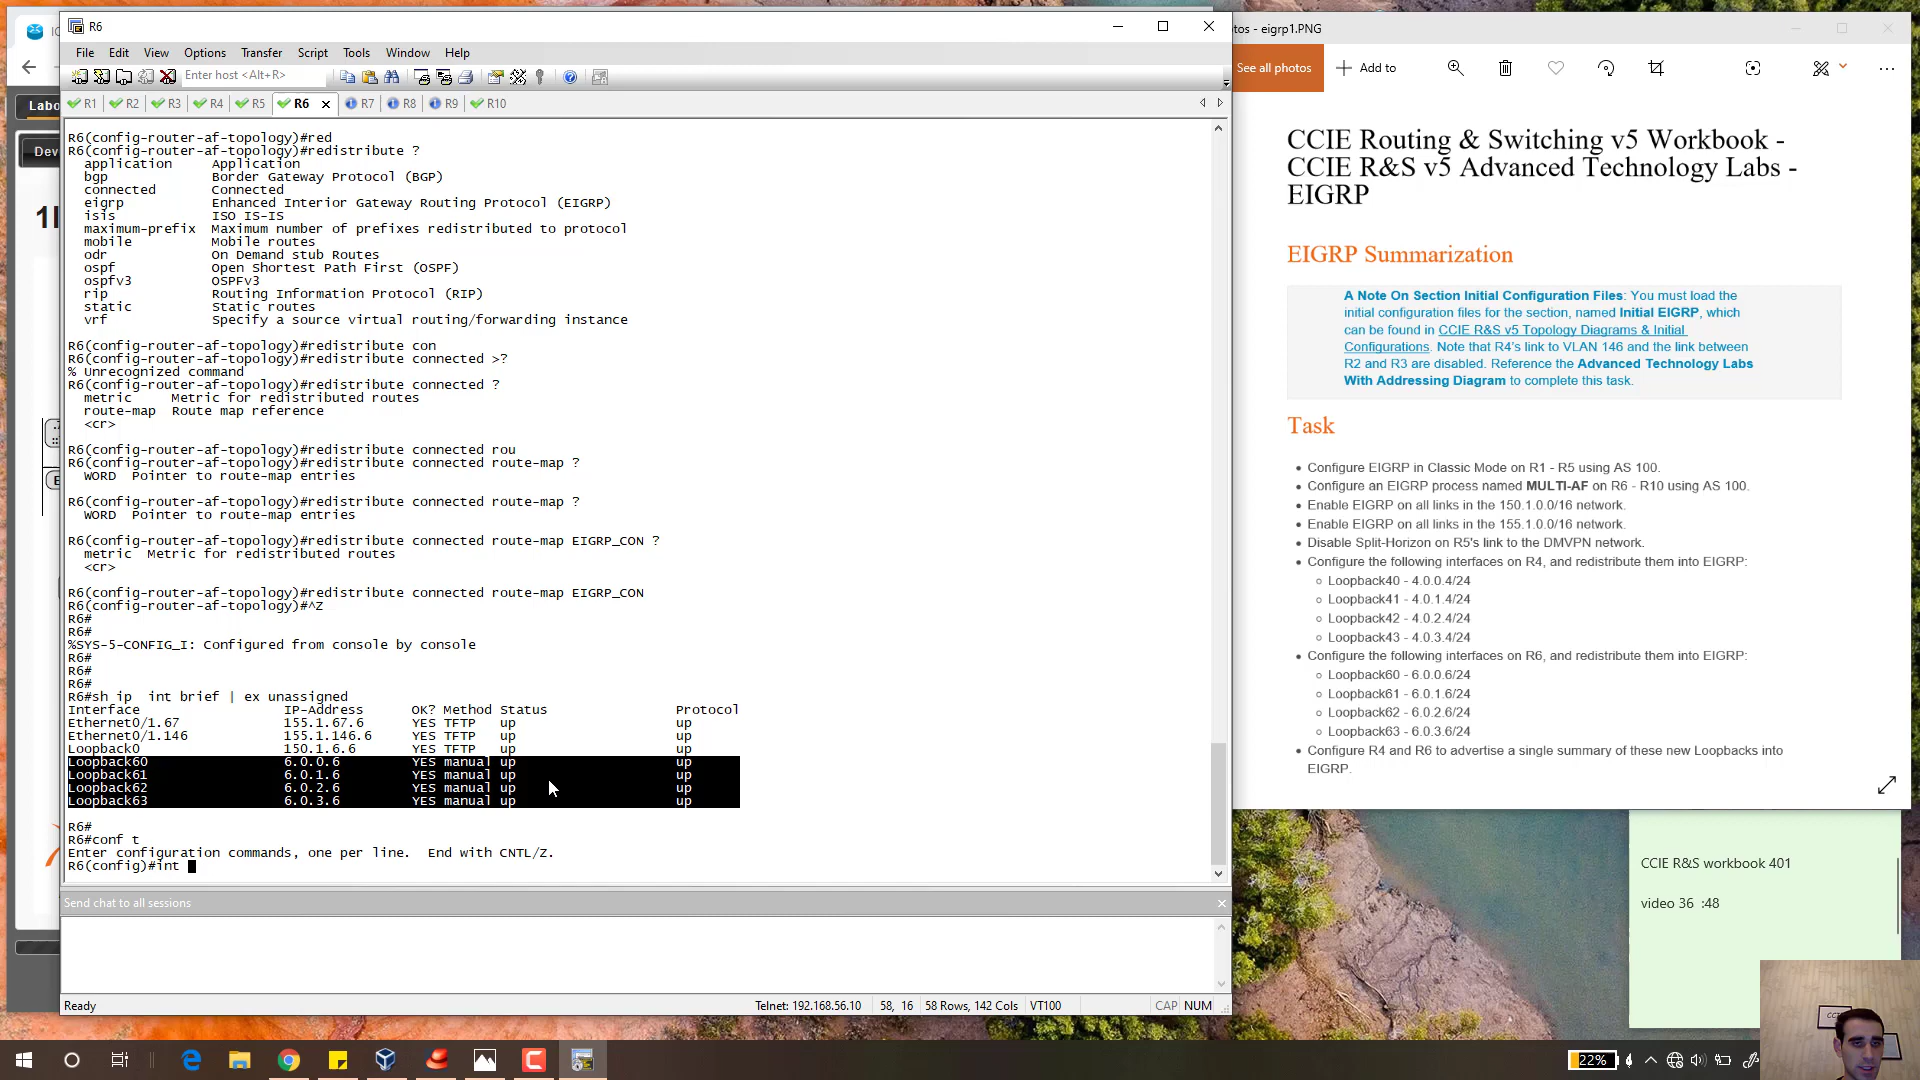 R6
File Edit View Options Transfer Script Tools Window Help
Enter host <Alt+R>
R1 R2 R3 R4 R5 R6 R7 R8 R9 R10
R6(config-router-af-topology)#red
R6(config-router-af-topology)#redistribute ?
application Application
bgp Border Gateway Protocol (BGP)
connected Connected
eigrp Enhanced Interior Gateway Routing Protocol (EIGRP)
isis ISO IS-IS
maximum-prefix Maximum number of prefixes redistributed to protocol
mobile Mobile routes
odr On Demand stub Routes
ospf Open Shortest Path First (OSPF)
ospfv3 OSPFv3
rip Routing Information Protocol (RIP)
static Static routes
vrf Specify a source virtual routing/forwarding instance
R6(config-router-af-topology)#redistribute con
R6(config-router-af-topology)#redistribute connected >?
% Unrecognized command
R6(config-router-af-topology)#redistribute connected ?
metric Metric for redistributed routes
route-map Route map reference
<cr>
R6(config-router-af-topology)#redistribute connected rou
R6(config-router-af-topology)#redistribute connected route-map ?
WORD Pointer to route-map entries
R6(config-router-af-topology)#redistribute connected route-map ?
WORD Pointer to route-map entries
R6(config-router-af-topology)#redistribute connected route-map EIGRP_CON ?
metric Metric for redistributed routes
<cr>
R6(config-router-af-topology)#redistribute connected route-map EIGRP_CON
R6(config-router-af-topology)#^Z
R6#
R6#
%SYS-5-CONFIG_I: Configured from console by console
R6#
R6#
R6#
R6#sh ip int brief | ex unassigned
Interface IP-Address OK? Method Status Protocol
Ethernet0/1.67 155.1.67.6 YES TFTP up up
Ethernet0/1.146 155.1.146.6 YES TFTP up up
Loopback0 150.1.6.6 YES TFTP up up
Loopback60 6.0.0.6 YES manual up up
Loopback61 6.0.1.6 YES manual up up
Loopback62 6.0.2.6 YES manual up up
Loopback63 6.0.3.6 YES manual up up
R6#
R6#conf t
Enter configuration commands, one per line. End with CNTL/Z.
R6(config)#int
Send chat to all sessions
Ready Telnet: 192.168.56.10 58, 16 58 Rows, 142 Cols VT100 CAP NUM
Labo
Dev
- eigrp1.PNG
See all photos Add to
CCIE Routing & Switching v5 Workbook -
CCIE R&S v5 Advanced Technology Labs -
EIGRP
EIGRP Summarization
A Note On Section Initial Configuration Files: You must load the
initial configuration files for the section, named Initial EIGRP, which
can be found in CCIE R&S v5 Topology Diagrams & Initial
Configurations. Note that R4's link to VLAN 146 and the link between
R2 and R3 are disabled. Reference the Advanced Technology Labs
With Addressing Diagram to complete this task.
Task
Configure EIGRP in Classic Mode on R1 - R5 using AS 100.
Configure an EIGRP process named MULTI-AF on R6 - R10 using AS 100.
Enable EIGRP on all links in the 150.1.0.0/16 network.
Enable EIGRP on all links in the 155.1.0.0/16 network.
Disable Split-Horizon on R5's link to the DMVPN network.
Configure the following interfaces on R4, and redistribute them into EIGRP:
Loopback40 - 4.0.0.4/24
Loopback41 - 4.0.1.4/24
Loopback42 - 4.0.2.4/24
Loopback43 - 4.0.3.4/24
Configure the following interfaces on R6, and redistribute them into EIGRP:
Loopback60 - 6.0.0.6/24
Loopback61 - 6.0.1.6/24
Loopback62 - 6.0.2.6/24
Loopback63 - 6.0.3.6/24
Configure R4 and R6 to advertise a single summary of these new Loopbacks into
EIGRP.
CCIE R&S workbook 401
video 36 :48
22%